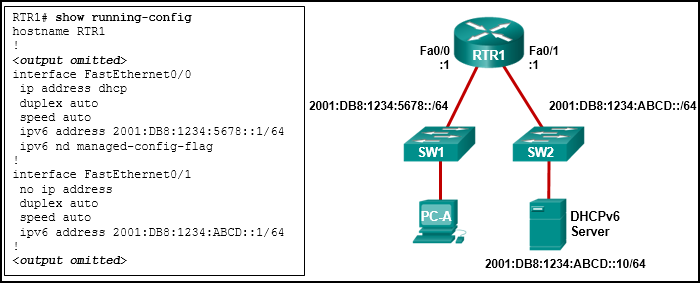 RTR1# show running-config
hostname RTR1
!
<output omitted>
interface FastEthernet0/0
ip address dhcp
duplex auto
speed auto
ipv6 address 2001:DB8:1234:5678::1/64
ipv6 nd managed-config-flag
!
interface FastEthernet0/1
no ip address
duplex auto
speed auto
ipv6 address 2001:DB8:1234:ABCD::1/64
!
<output omitted>
Fa0/0 Fa0/1
:1 RTR1 :1
2001:DB8:1234:5678::/64 2001:DB8:1234:ABCD::/64
SW1 SW2
PC-A DHCPv6
Server
2001:DB8:1234:ABCD::10/64